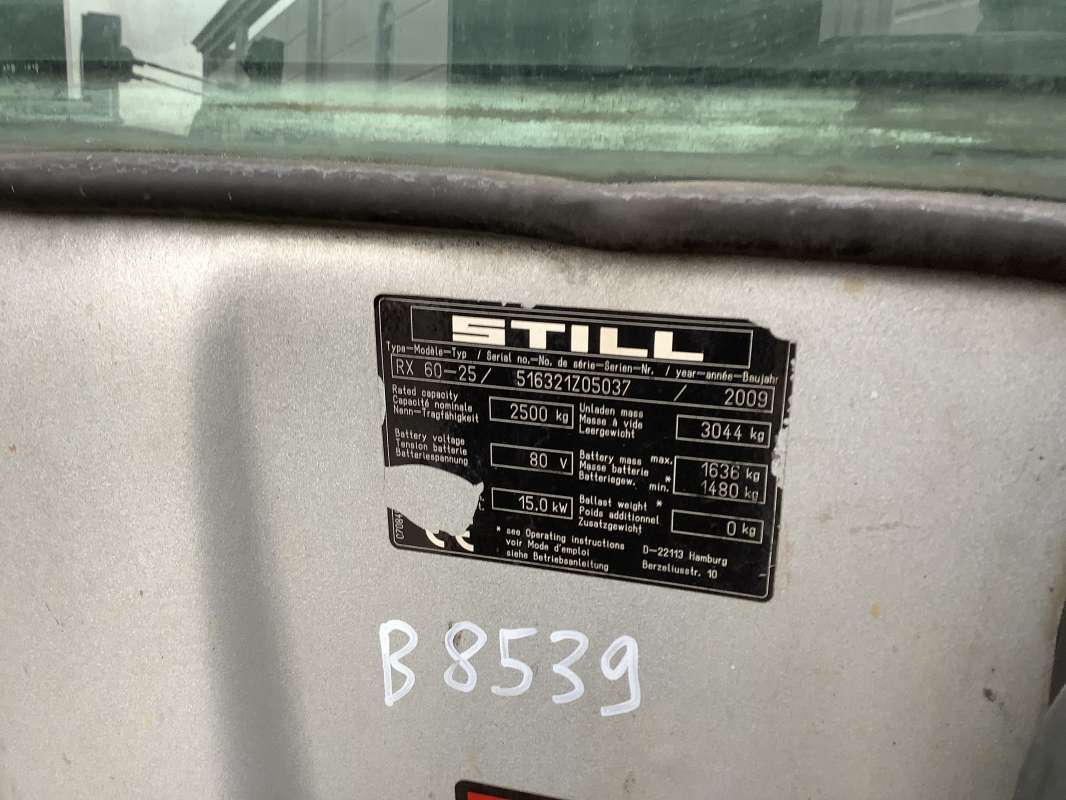 STILL
Type-Modèle-Typ / Serial no.-No. de série-Serien-Nr. / year-année-Baujahr
RX 60-25/ 516321Z05037 / 2009
Rated capacity
Capacité nominale
Nenn-Tragfähigkeit
2500 kg
Unladen mass
Masse à vide
Leergewicht
3044 kg
Battery voltage
Tension batterie
Batteriespannung
80 V
Battery mass max.
Masse batterie *
Batteriegew. min.
1636 kg
1480 kg
15.0 kW
Ballast weight *
Poids additionnel
Zusatzgewicht
0 kg
* see Operating instructions
voir Mode d'emploi
siehe Betriebsanleitung
D-22113 Hamburg
Berzeliusstr. 10
CE
B8539